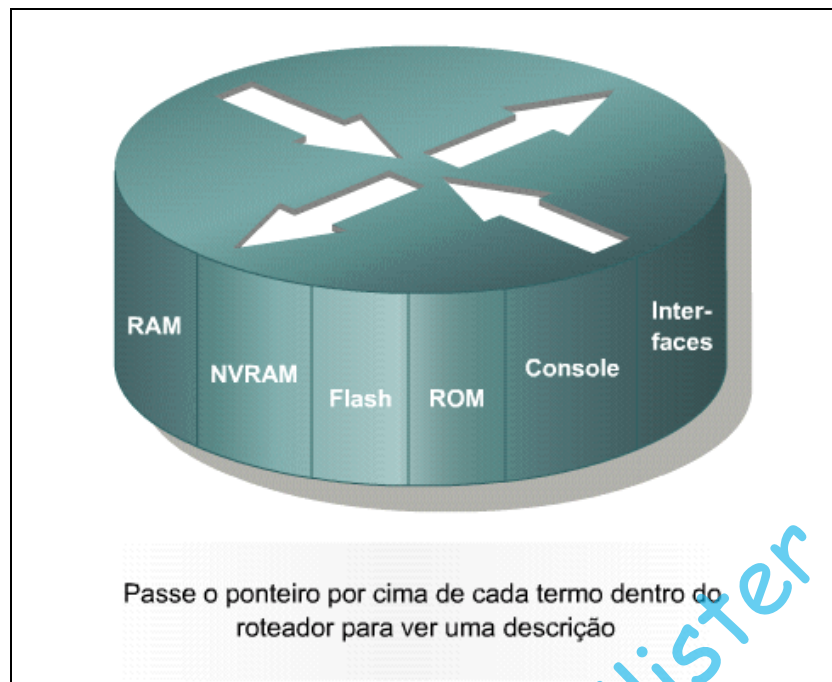 RAM
NVRAM
Flash
ROM
Console
Inter-
faces
Passe o ponteiro por cima de cada termo dentro do
roteador para ver uma descrição